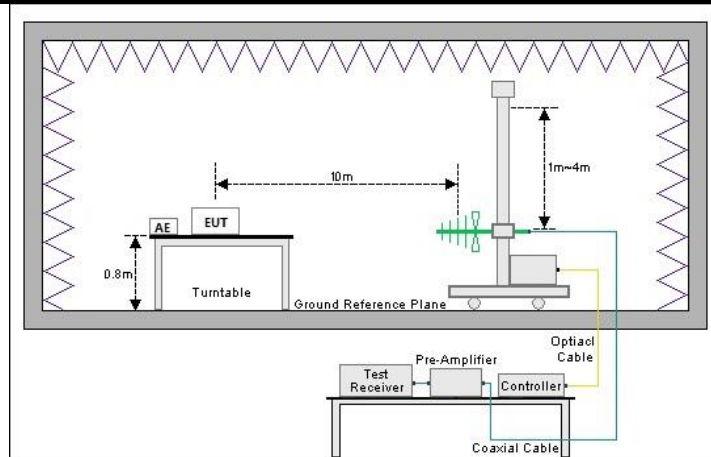 10m
1m~4m
AE
EUT
0.8m
Turntable
Ground Reference Plane
Optiacl
Cable
Pre-Amplifier
Test
Receiver
Controller
Coaxial Cable